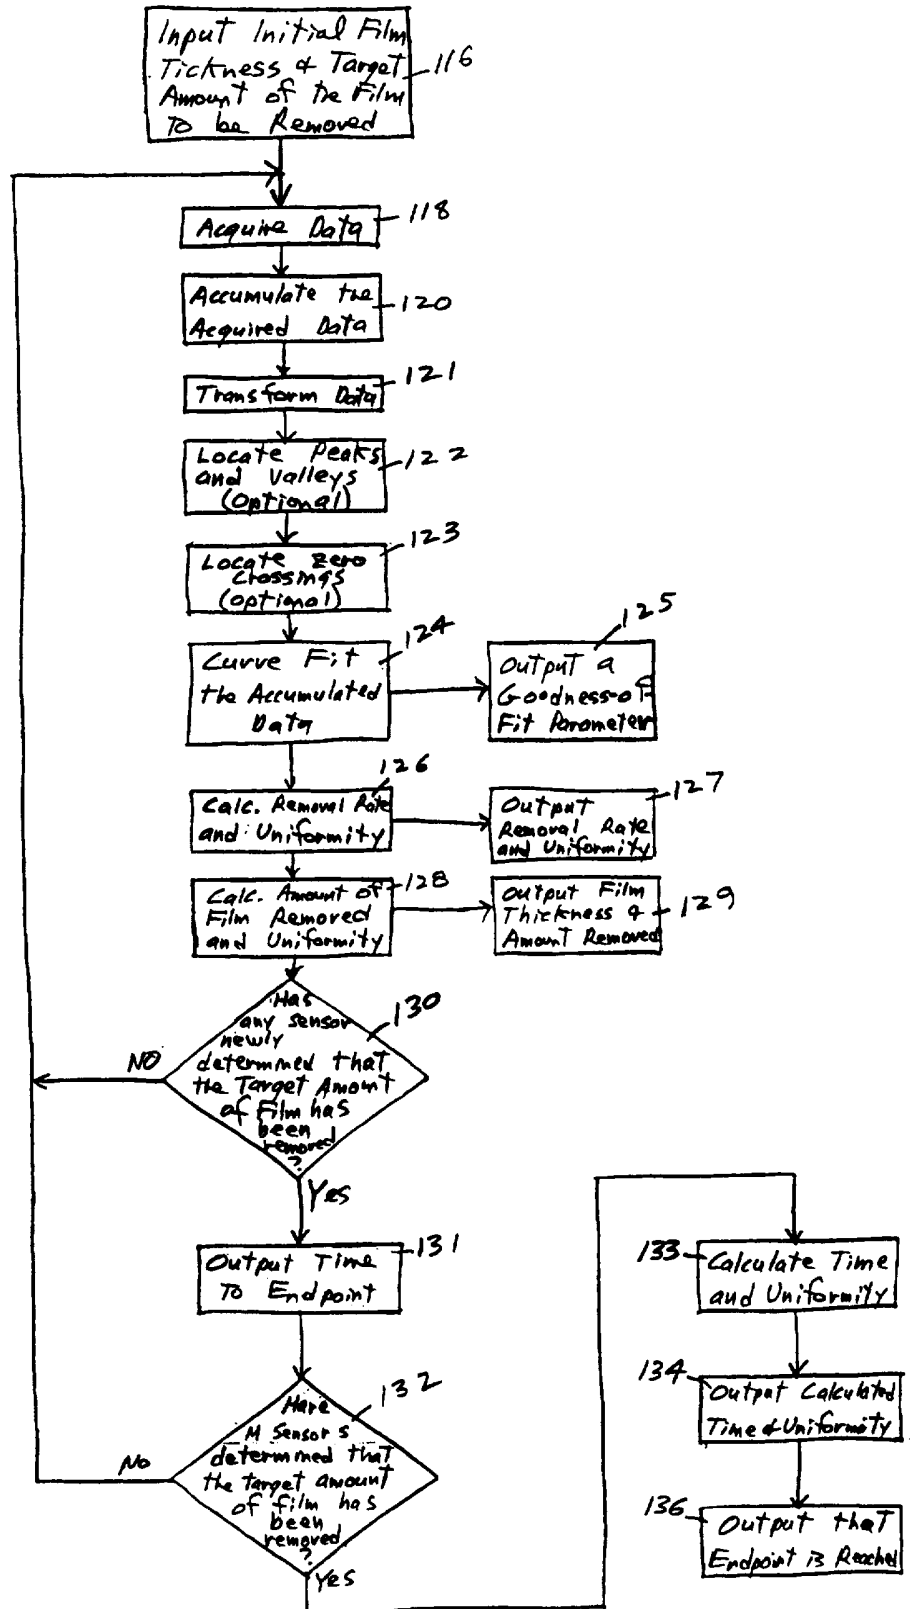 Input Initial Film
Tickness & Target
Amount of the Film
To be Removed
116
Acquire Data
118
Accumulate the
Acquired Data
120
Transform Data
121
Locate Peaks
and Valleys
(Optional)
122
Locate Zero
Crossings
(Optional)
123
Curve Fit
the Accumulated
Data
124
Output a
Goodness-of-
Fit Parameter
125
Calc. Removal Rate
and Uniformity
126
Output
Removal Rate
and Uniformity
127
Calc. Amount of
Film Removed
and Uniformity
128
Output Film
Thickness &
Amount Removed
129
Has
any sensor
newly
determined that
the Target Amount
of Film has
been
removed
?
130
NO
Yes
Output Time
To Endpoint
131
Have
M Sensors
determined that
the target amount
of film has
been
removed
?
132
No
Yes
133
Calculate Time
and Uniformity
134
Output Calculated
Time & Uniformity
136
Output that
Endpoint is Reached